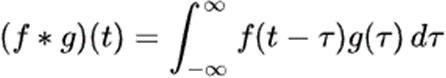 (f * g)(t) = ∫_{-∞}^{∞} f(t − τ)g(τ) dτ